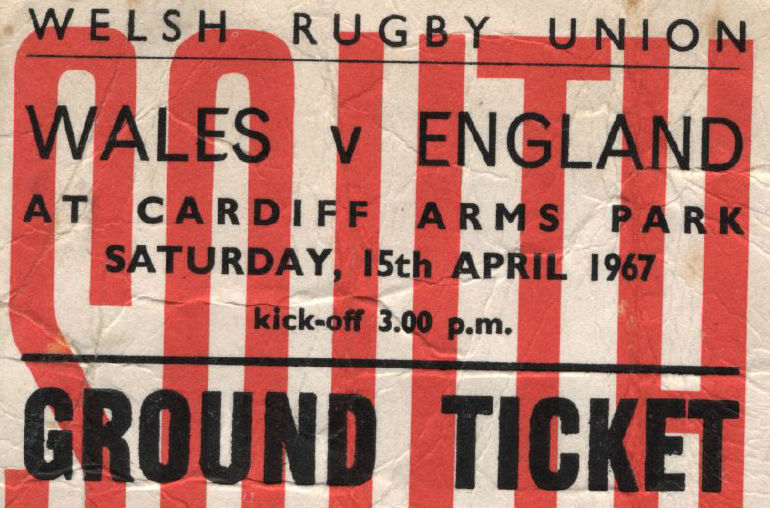 WELSH RUGBY UNION
WALES v ENGLAND
AT CARDIFF ARMS PARK
SATURDAY, 15th APRIL 1967
kick-off 3.00 p.m.
GROUND TICKET
SOUTH